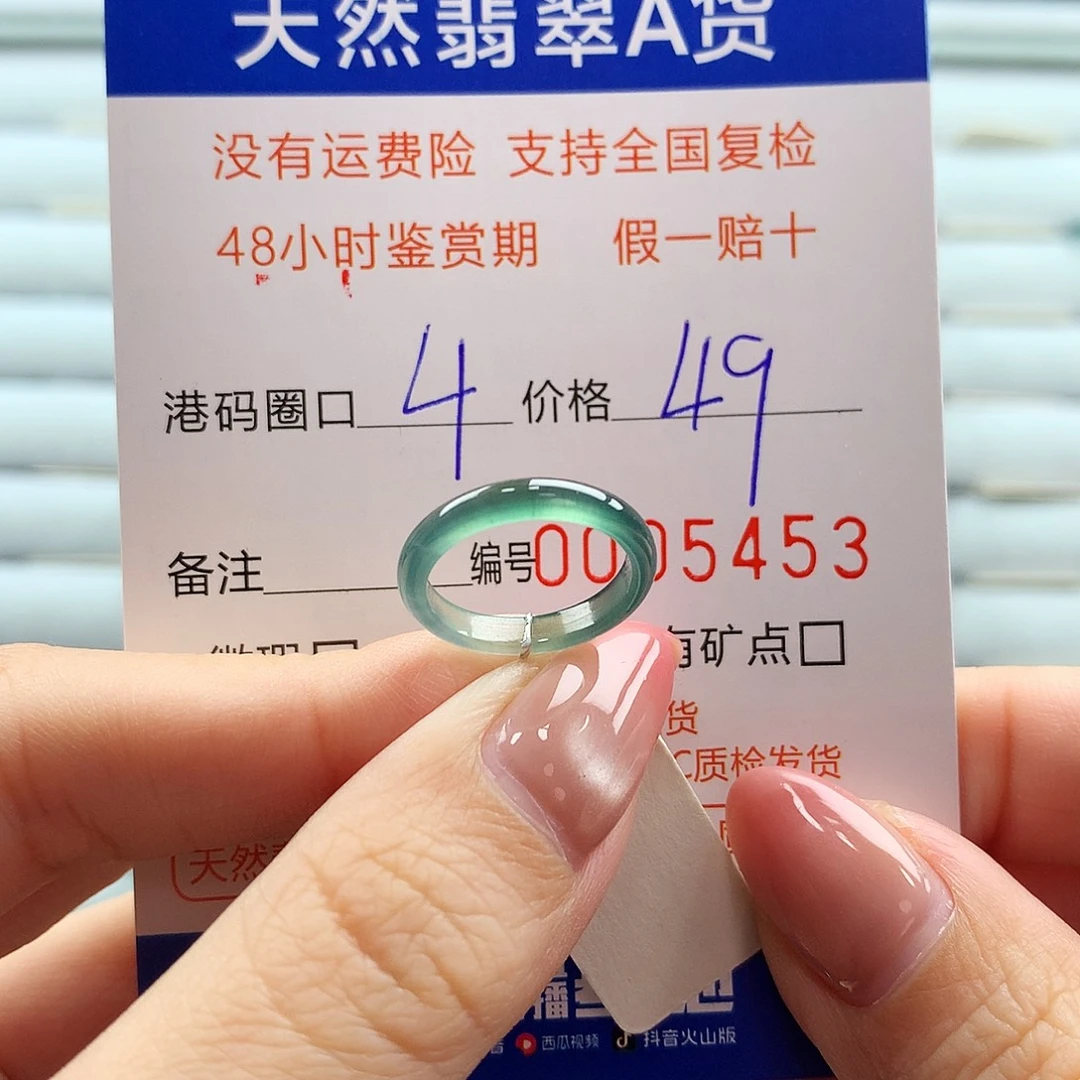 天然翡翠A货
没有运费险 支持全国复检
48小时鉴赏期 假一赔十
港码圈口 4 价格 49
备注 编号 0005453
微瑕□ 有矿点□
货
C质检发货
天然
播
西瓜视频 抖音火山版